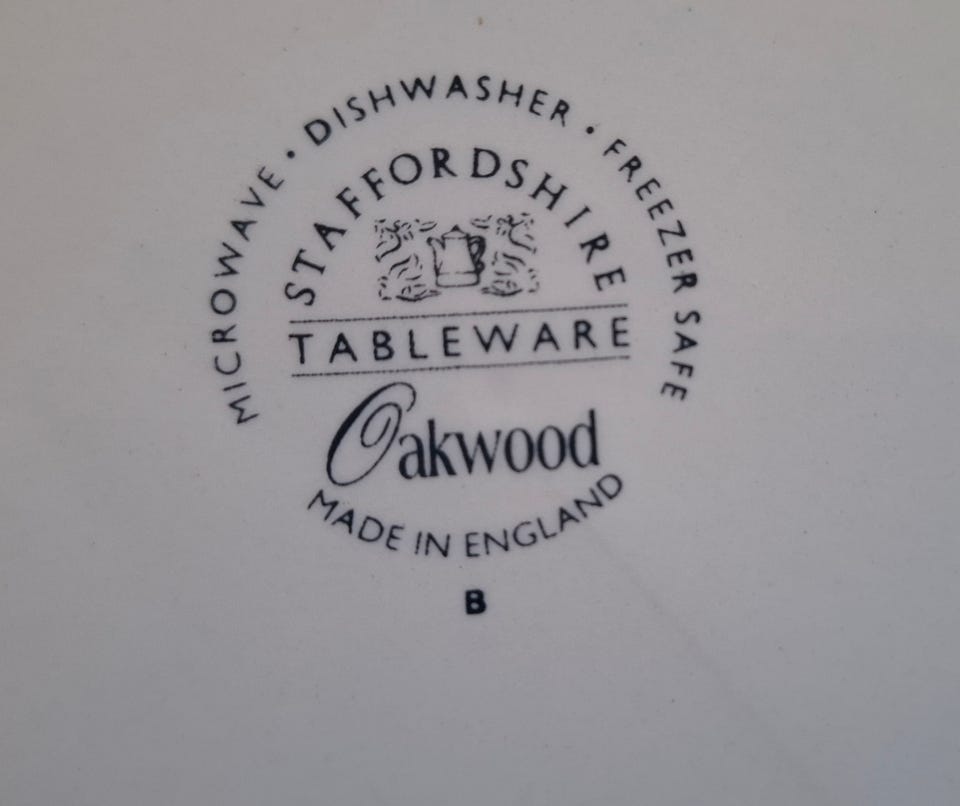 MICROWAVE • DISHWASHER • FREEZER SAFE
STAFFORDSHIRE
TABLEWARE
Oakwood
MADE IN ENGLAND
B